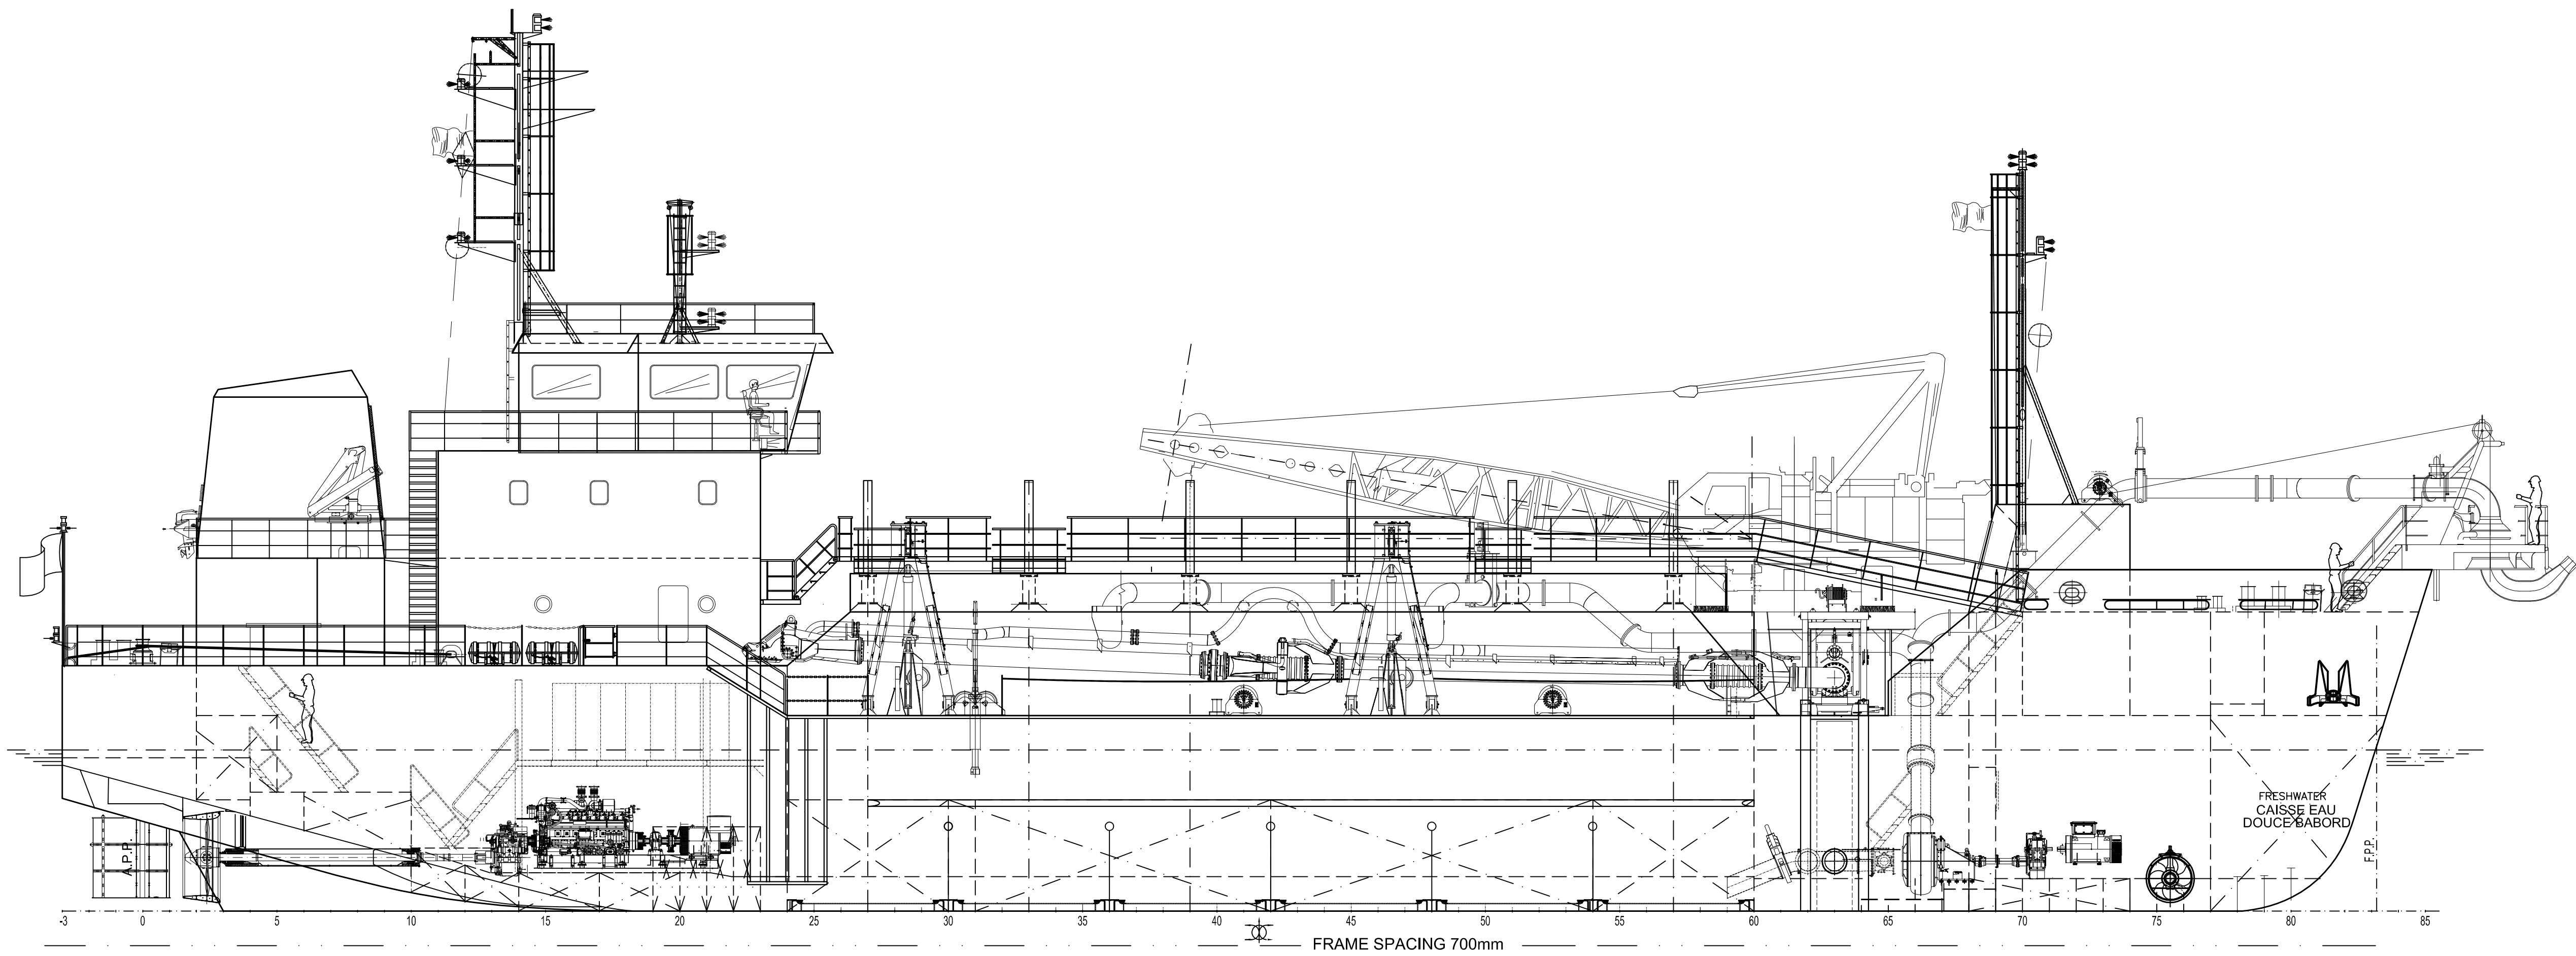 FRESHWATER
CAISSE EAU
DOUCE BABORD
A.P.P.
F.P.P.
-3 0 5 10 15 20 25 30 35 40 45 50 55 60 65 70 75 80 85
FRAME SPACING 700mm